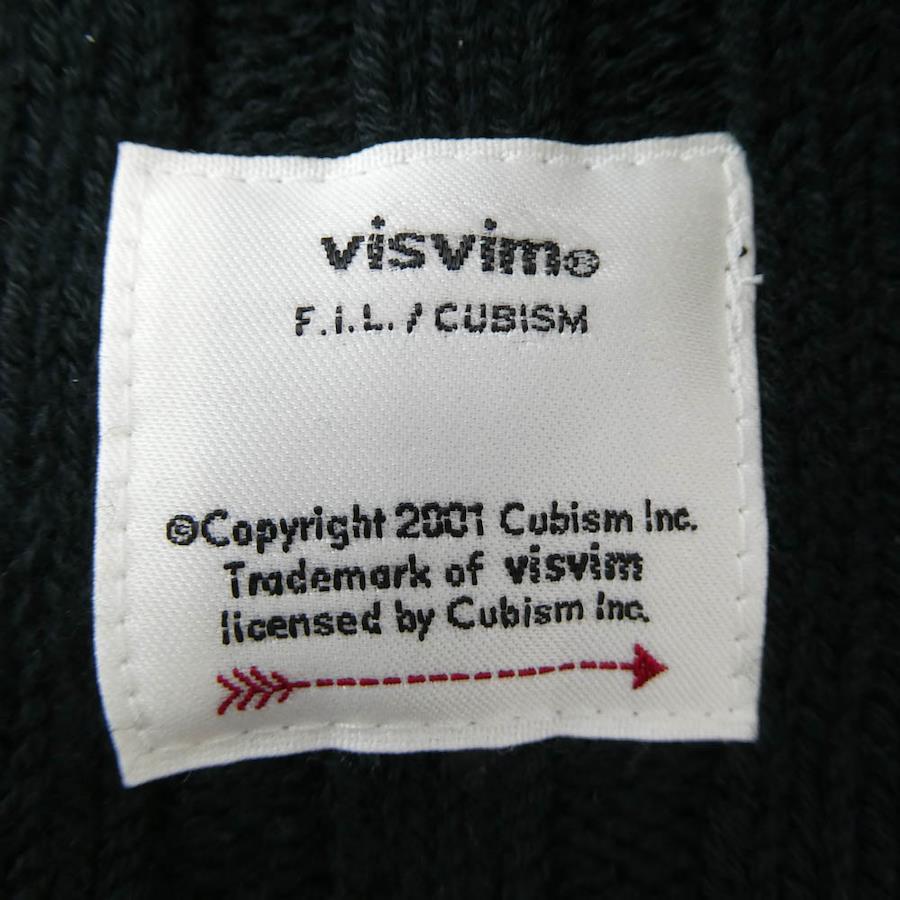 visvim®
F.I.L. / CUBISM
©Copyright 2001 Cubism Inc.
Trademark of visvim
licensed by Cubism Inc.